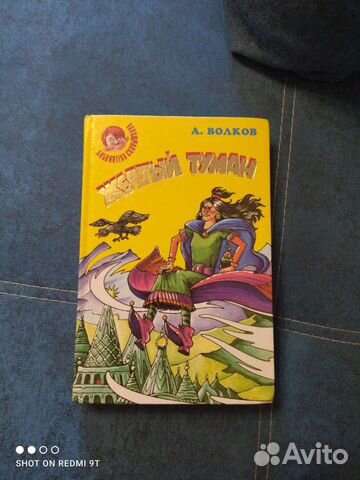 А. ВОЛКОВ
ЖЕЛТЫЙ ТУМАН
SHOT ON REDMI 9T
Avito